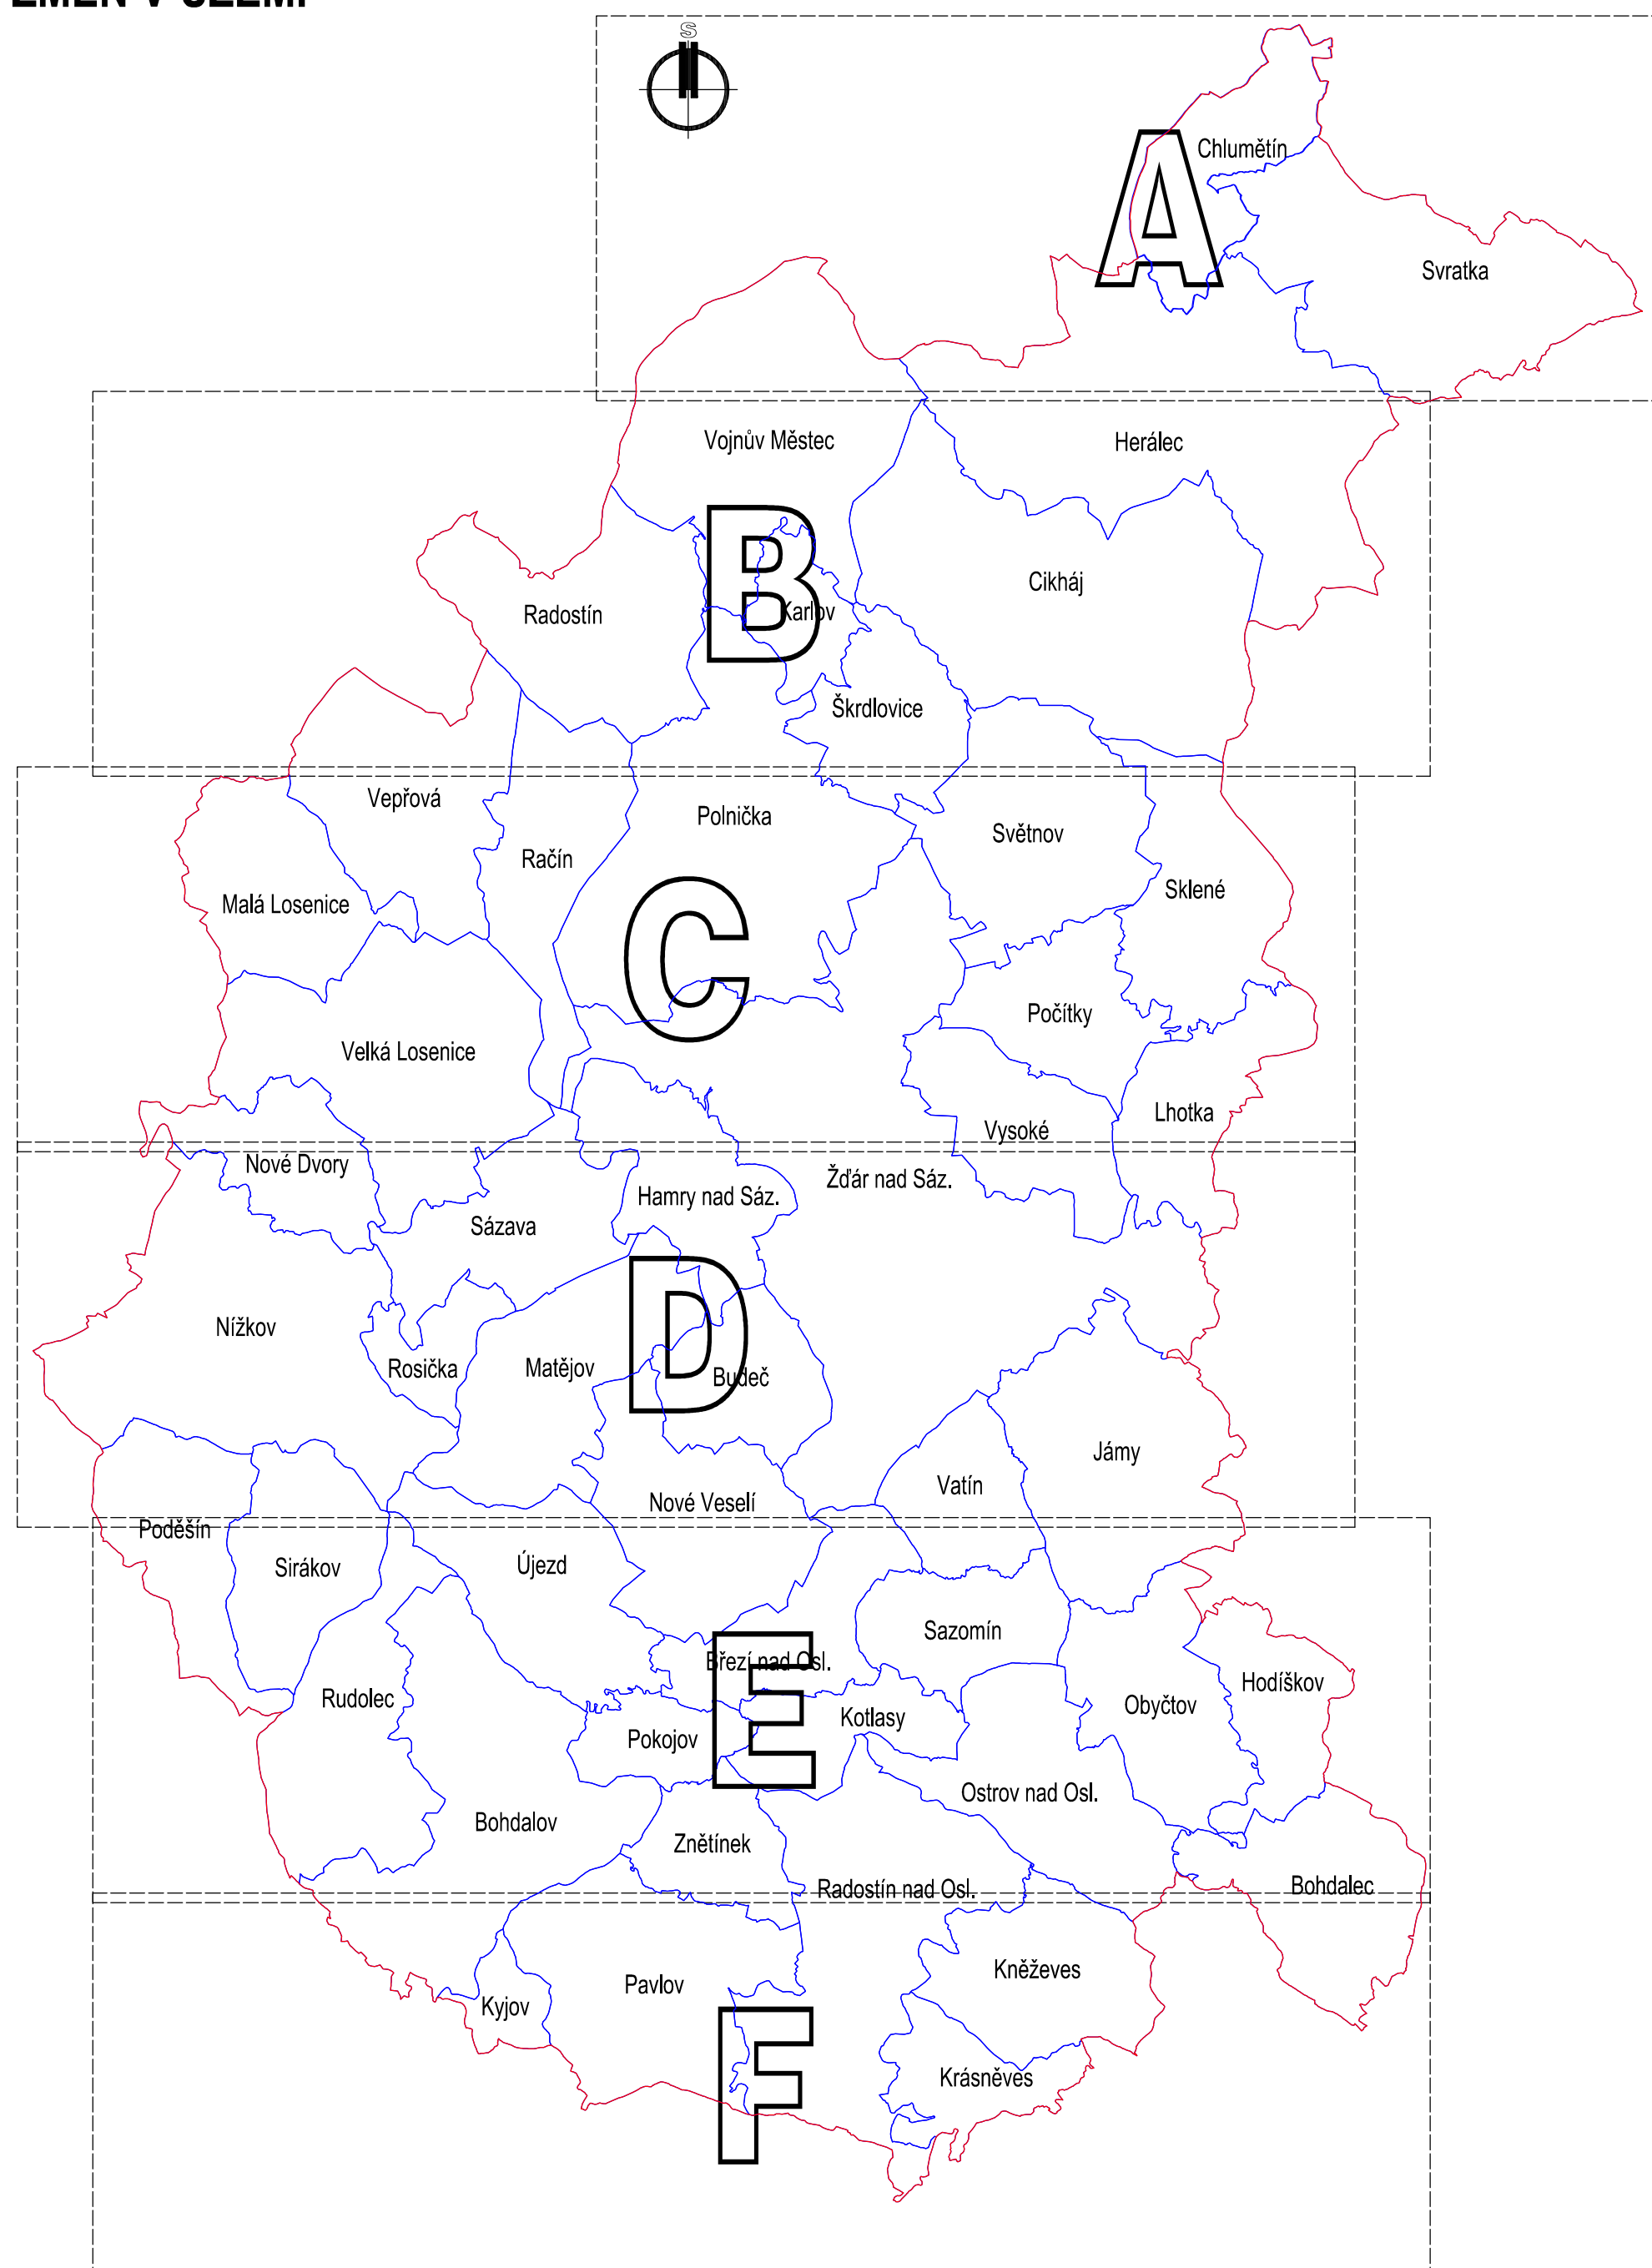 S
Chlumětín
A
Svratka
Vojnův Městec
Herálec
B
Cikháj
Radostín
Karlov
Škrdlovice
Vepřová
Polnička
Světnov
Račín
Sklené
Malá Losenice
C
Počítky
Velká Losenice
Lhotka
Vysoké
Nové Dvory
Žďár nad Sáz.
Hamry nad Sáz.
Sázava
D
Nížkov
Rosička
Matějov
Budeč
Jámy
Vatín
Nové Veselí
Poděšín
Újezd
Sirákov
Sazomín
Březí nad Osl.
Hodíškov
Rudolec
E
Obyčtov
Kotlasy
Pokojov
Ostrov nad Osl.
Bohdalov
Znětínek
Radostín nad Osl.
Bohdalec
Kněževes
Pavlov
Kyjov
F
Krásněves